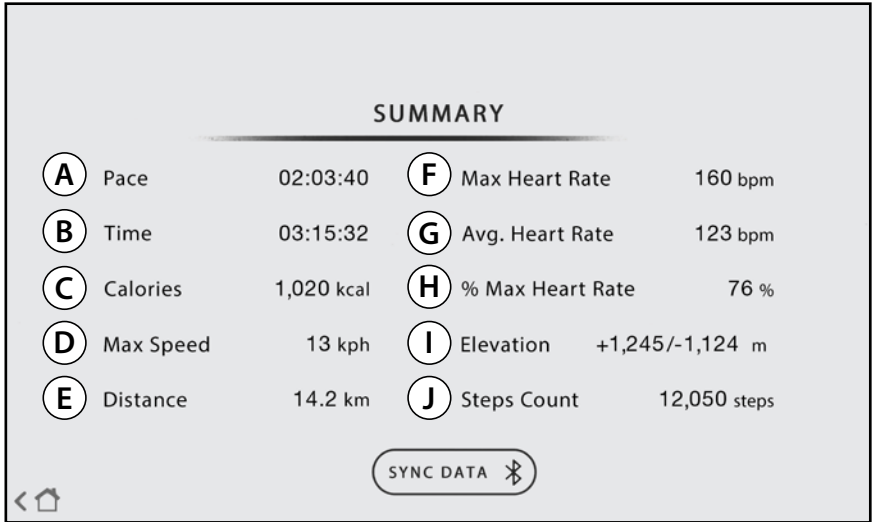 SUMMARY
A Pace 02:03:40
F Max Heart Rate 160 bpm
B Time 03:15:32
G Avg. Heart Rate 123 bpm
C Calories 1,020 kcal
H % Max Heart Rate 76 %
D Max Speed 13 kph
I Elevation +1,245/-1,124 m
E Distance 14.2 km
J Steps Count 12,050 steps
SYNC DATA